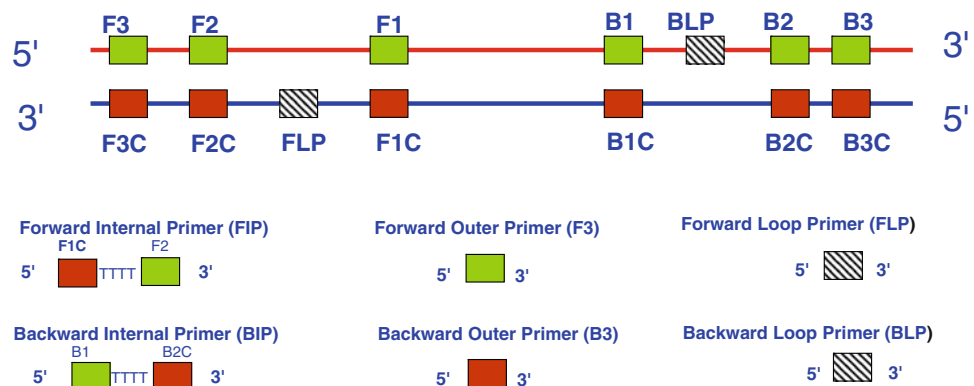 F3 F2 F1 B1 BLP B2 B3
5' 3'
3' 5'
F3C F2C FLP F1C B1C B2C B3C
Forward Internal Primer (FIP) Forward Outer Primer (F3) Forward Loop Primer (FLP)
F1C F2
5' TTTT 3' 5' 3' 5' 3'
Backward Internal Primer (BIP) Backward Outer Primer (B3) Backward Loop Primer (BLP)
B1 B2C
5' TTTT 3' 5' 3' 5' 3'